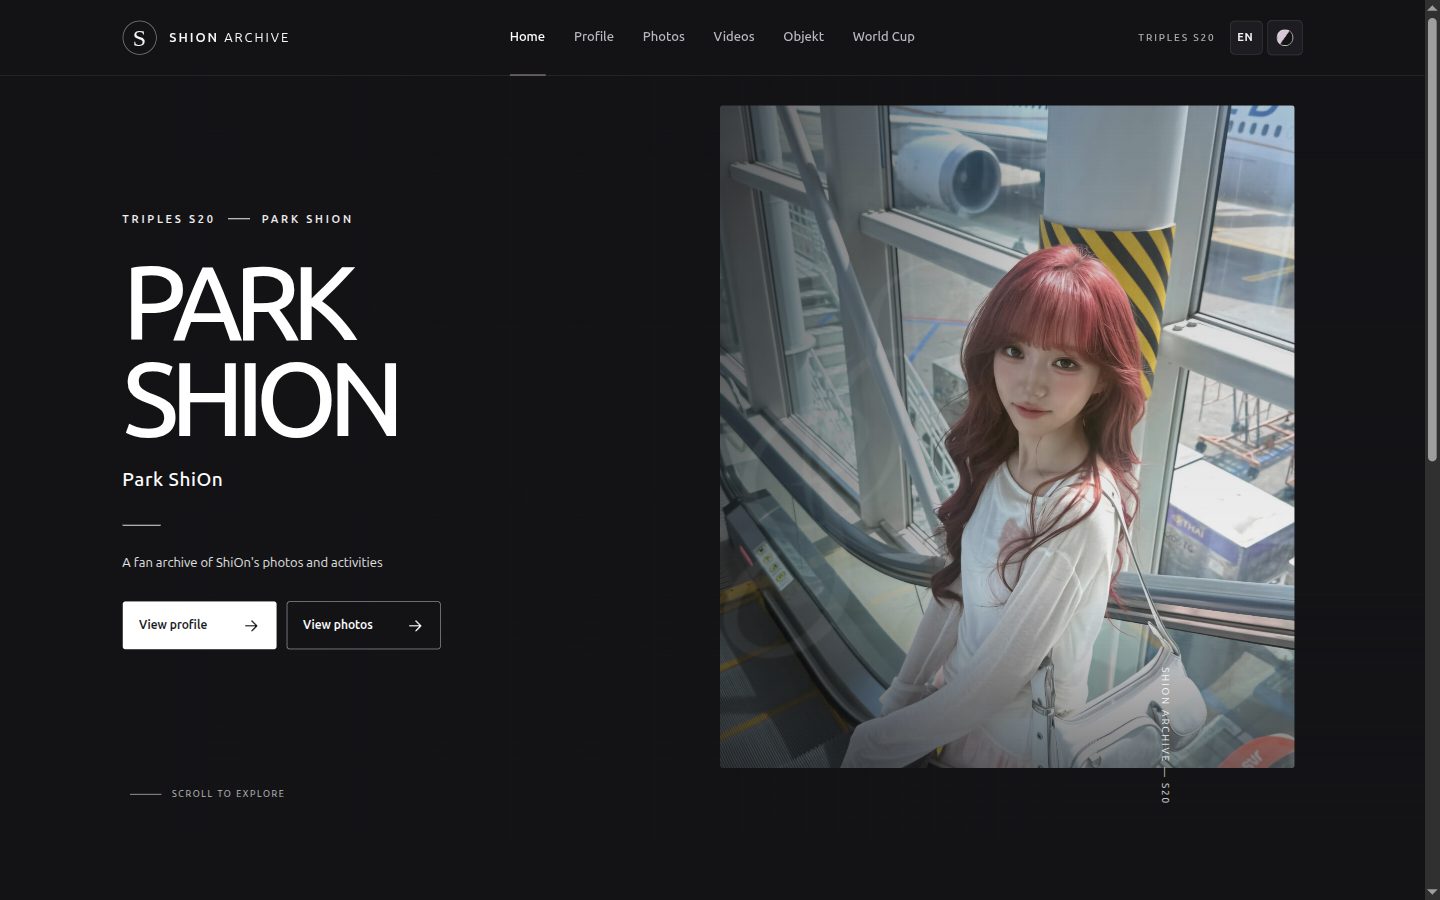 S SHION ARCHIVE
Home
Profile
Photos
Videos
Objekt
World Cup
TRIPLES S20
EN
TRIPLES S20 — PARK SHION
PARK
SHION
Park ShiOn
A fan archive of ShiOn's photos and activities
View profile →
View photos →
SCROLL TO EXPLORE
SHION ARCHIVE — S20
THAI